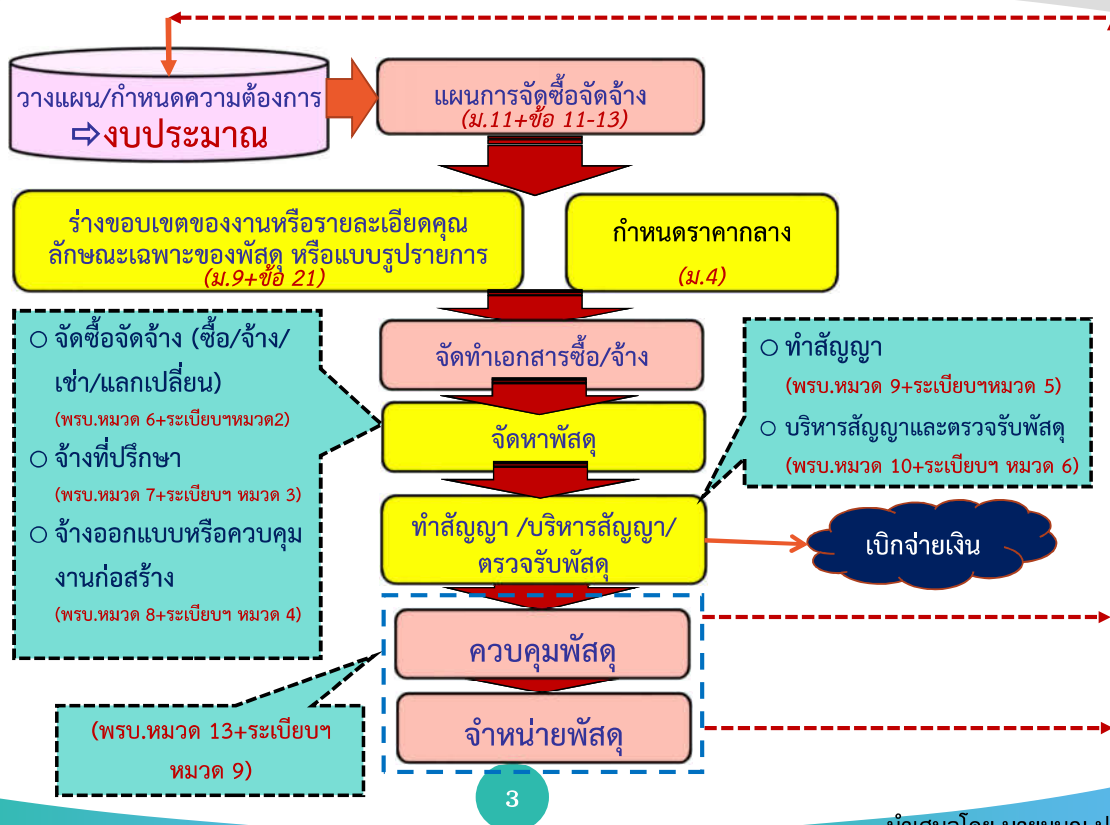 วางแผน/กำหนดความต้องการ
⇨งบประมาณ
แผนการจัดซื้อจัดจ้าง
(ม.11+ข้อ 11-13)
ร่างขอบเขตของงานหรือรายละเอียดคุณ
ลักษณะเฉพาะของพัสดุ หรือแบบรูปรายการ
(ม.9+ข้อ 21)
กำหนดราคากลาง
(ม.4)
○ จัดซื้อจัดจ้าง (ซื้อ/จ้าง/
เช่า/แลกเปลี่ยน)
(พรบ.หมวด 6+ระเบียบฯหมวด2)
○ จ้างที่ปรึกษา
(พรบ.หมวด 7+ระเบียบฯ หมวด 3)
○ จ้างออกแบบหรือควบคุม
งานก่อสร้าง
(พรบ.หมวด 8+ระเบียบฯ หมวด 4)
จัดทำเอกสารซื้อ/จ้าง
จัดหาพัสดุ
ทำสัญญา /บริหารสัญญา/
ตรวจรับพัสดุ
○ ทำสัญญา
(พรบ.หมวด 9+ระเบียบฯหมวด 5)
○ บริหารสัญญาและตรวจรับพัสดุ
(พรบ.หมวด 10+ระเบียบฯ หมวด 6)
เบิกจ่ายเงิน
ควบคุมพัสดุ
จำหน่ายพัสดุ
(พรบ.หมวด 13+ระเบียบฯ
หมวด 9)
3